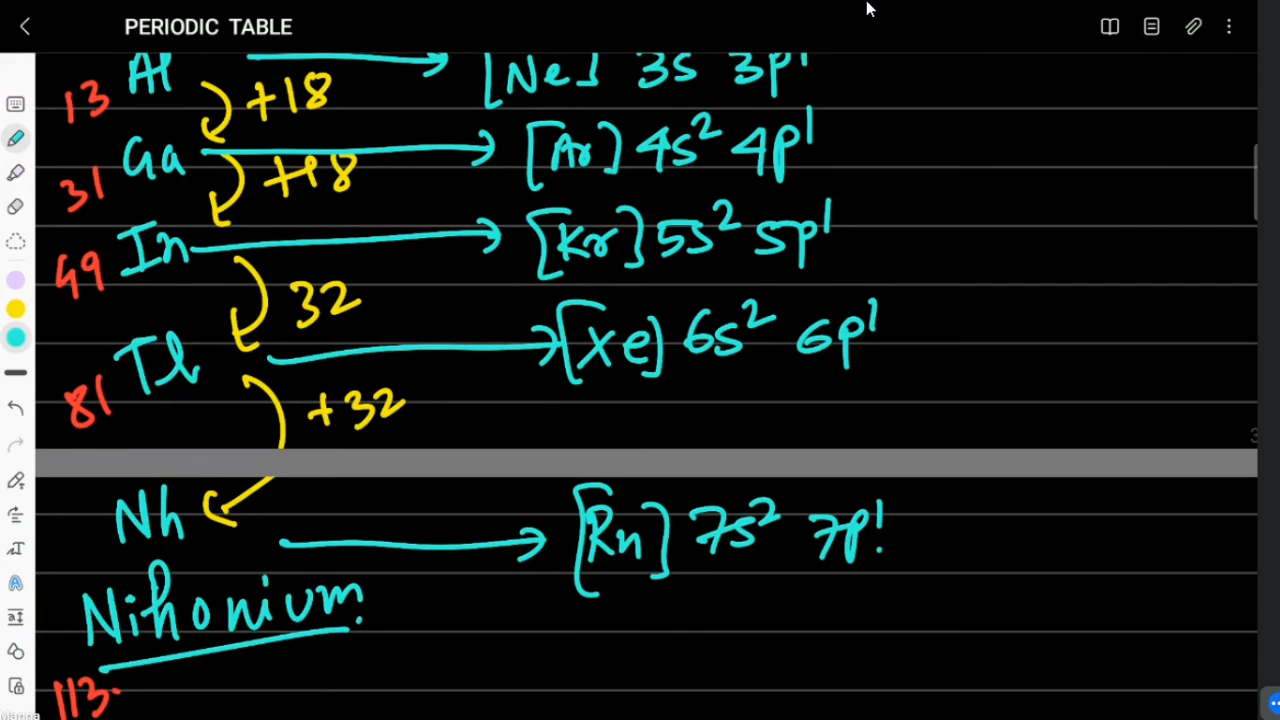 PERIODIC TABLE
13 Al → [Ne] 3s 3p¹
+18
31 Ga → [Ar] 4s² 4p¹
+18
49 In → [Kr] 5s² 5p¹
32
81 Tl → [Xe] 6s² 6p¹
+32
Nh → [Rn] 7s² 7p¹
Nihonium
113